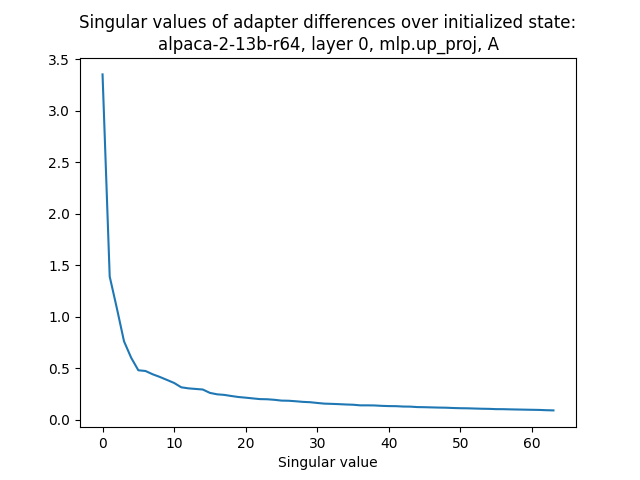 Singular values of adapter differences over initialized state:
alpaca-2-13b-r64, layer 0, mlp.up_proj, A
3.5
3.0
2.5
2.0
1.5
1.0
0.5
0.0
0 10 20 30 40 50 60
Singular value